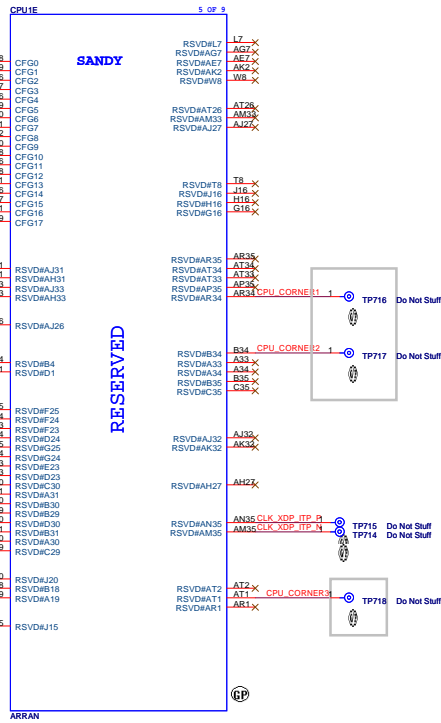 CPU1E 5 OF 9
SANDY
RESERVED
CFG0
CFG1
CFG2
CFG3
CFG4
CFG5
CFG6
CFG7
CFG8
CFG9
CFG10
CFG11
CFG12
CFG13
CFG14
CFG15
CFG16
CFG17
RSVD#AJ31
RSVD#AH31
RSVD#AJ33
RSVD#AH33
RSVD#AJ26
RSVD#B4
RSVD#D1
RSVD#F25
RSVD#F24
RSVD#F23
RSVD#D24
RSVD#G25
RSVD#G24
RSVD#E23
RSVD#D23
RSVD#C30
RSVD#A31
RSVD#B30
RSVD#B29
RSVD#D30
RSVD#B31
RSVD#A30
RSVD#C29
RSVD#J20
RSVD#B18
RSVD#A19
RSVD#J15
RSVD#L7 L7
RSVD#AG7 AG7
RSVD#AE7 AE7
RSVD#AK2 AK2
RSVD#W8 W8
RSVD#AT26 AT26
RSVD#AM33 AM33
RSVD#AJ27 AJ27
RSVD#T8 T8
RSVD#J16 J16
RSVD#H16 H16
RSVD#G16 G16
RSVD#AR35 AR35
RSVD#AT34 AT34
RSVD#AT33 AT33
RSVD#AP35 AP35
RSVD#AR34 AR34 CPU_CORNER1 1 TP716 Do Not Stuff
RSVD#B34 B34 CPU_CORNER2 1 TP717 Do Not Stuff
RSVD#A33 A33
RSVD#A34 A34
RSVD#B35 B35
RSVD#C35 C35
RSVD#AJ32 AJ32
RSVD#AK32 AK32
RSVD#AH27 AH27
RSVD#AN35 AN35 CLK_XDP_ITP_P 1 TP715 Do Not Stuff
RSVD#AM35 AM35 CLK_XDP_ITP_N 1 TP714 Do Not Stuff
RSVD#AT2 AT2
RSVD#AT1 AT1 CPU_CORNER3 1 TP718 Do Not Stuff
RSVD#AR1 AR1
GP
ARRAN